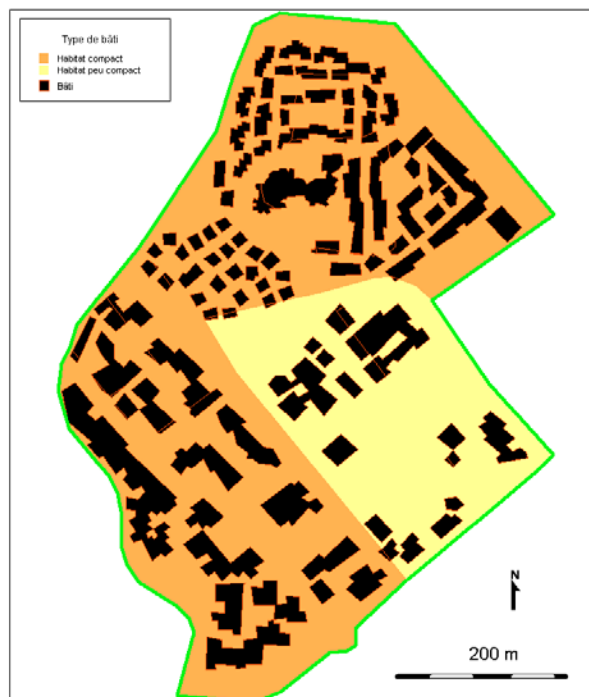 Type de bâti
Habitat compact
Habitat peu compact
Bâti
N
200 m